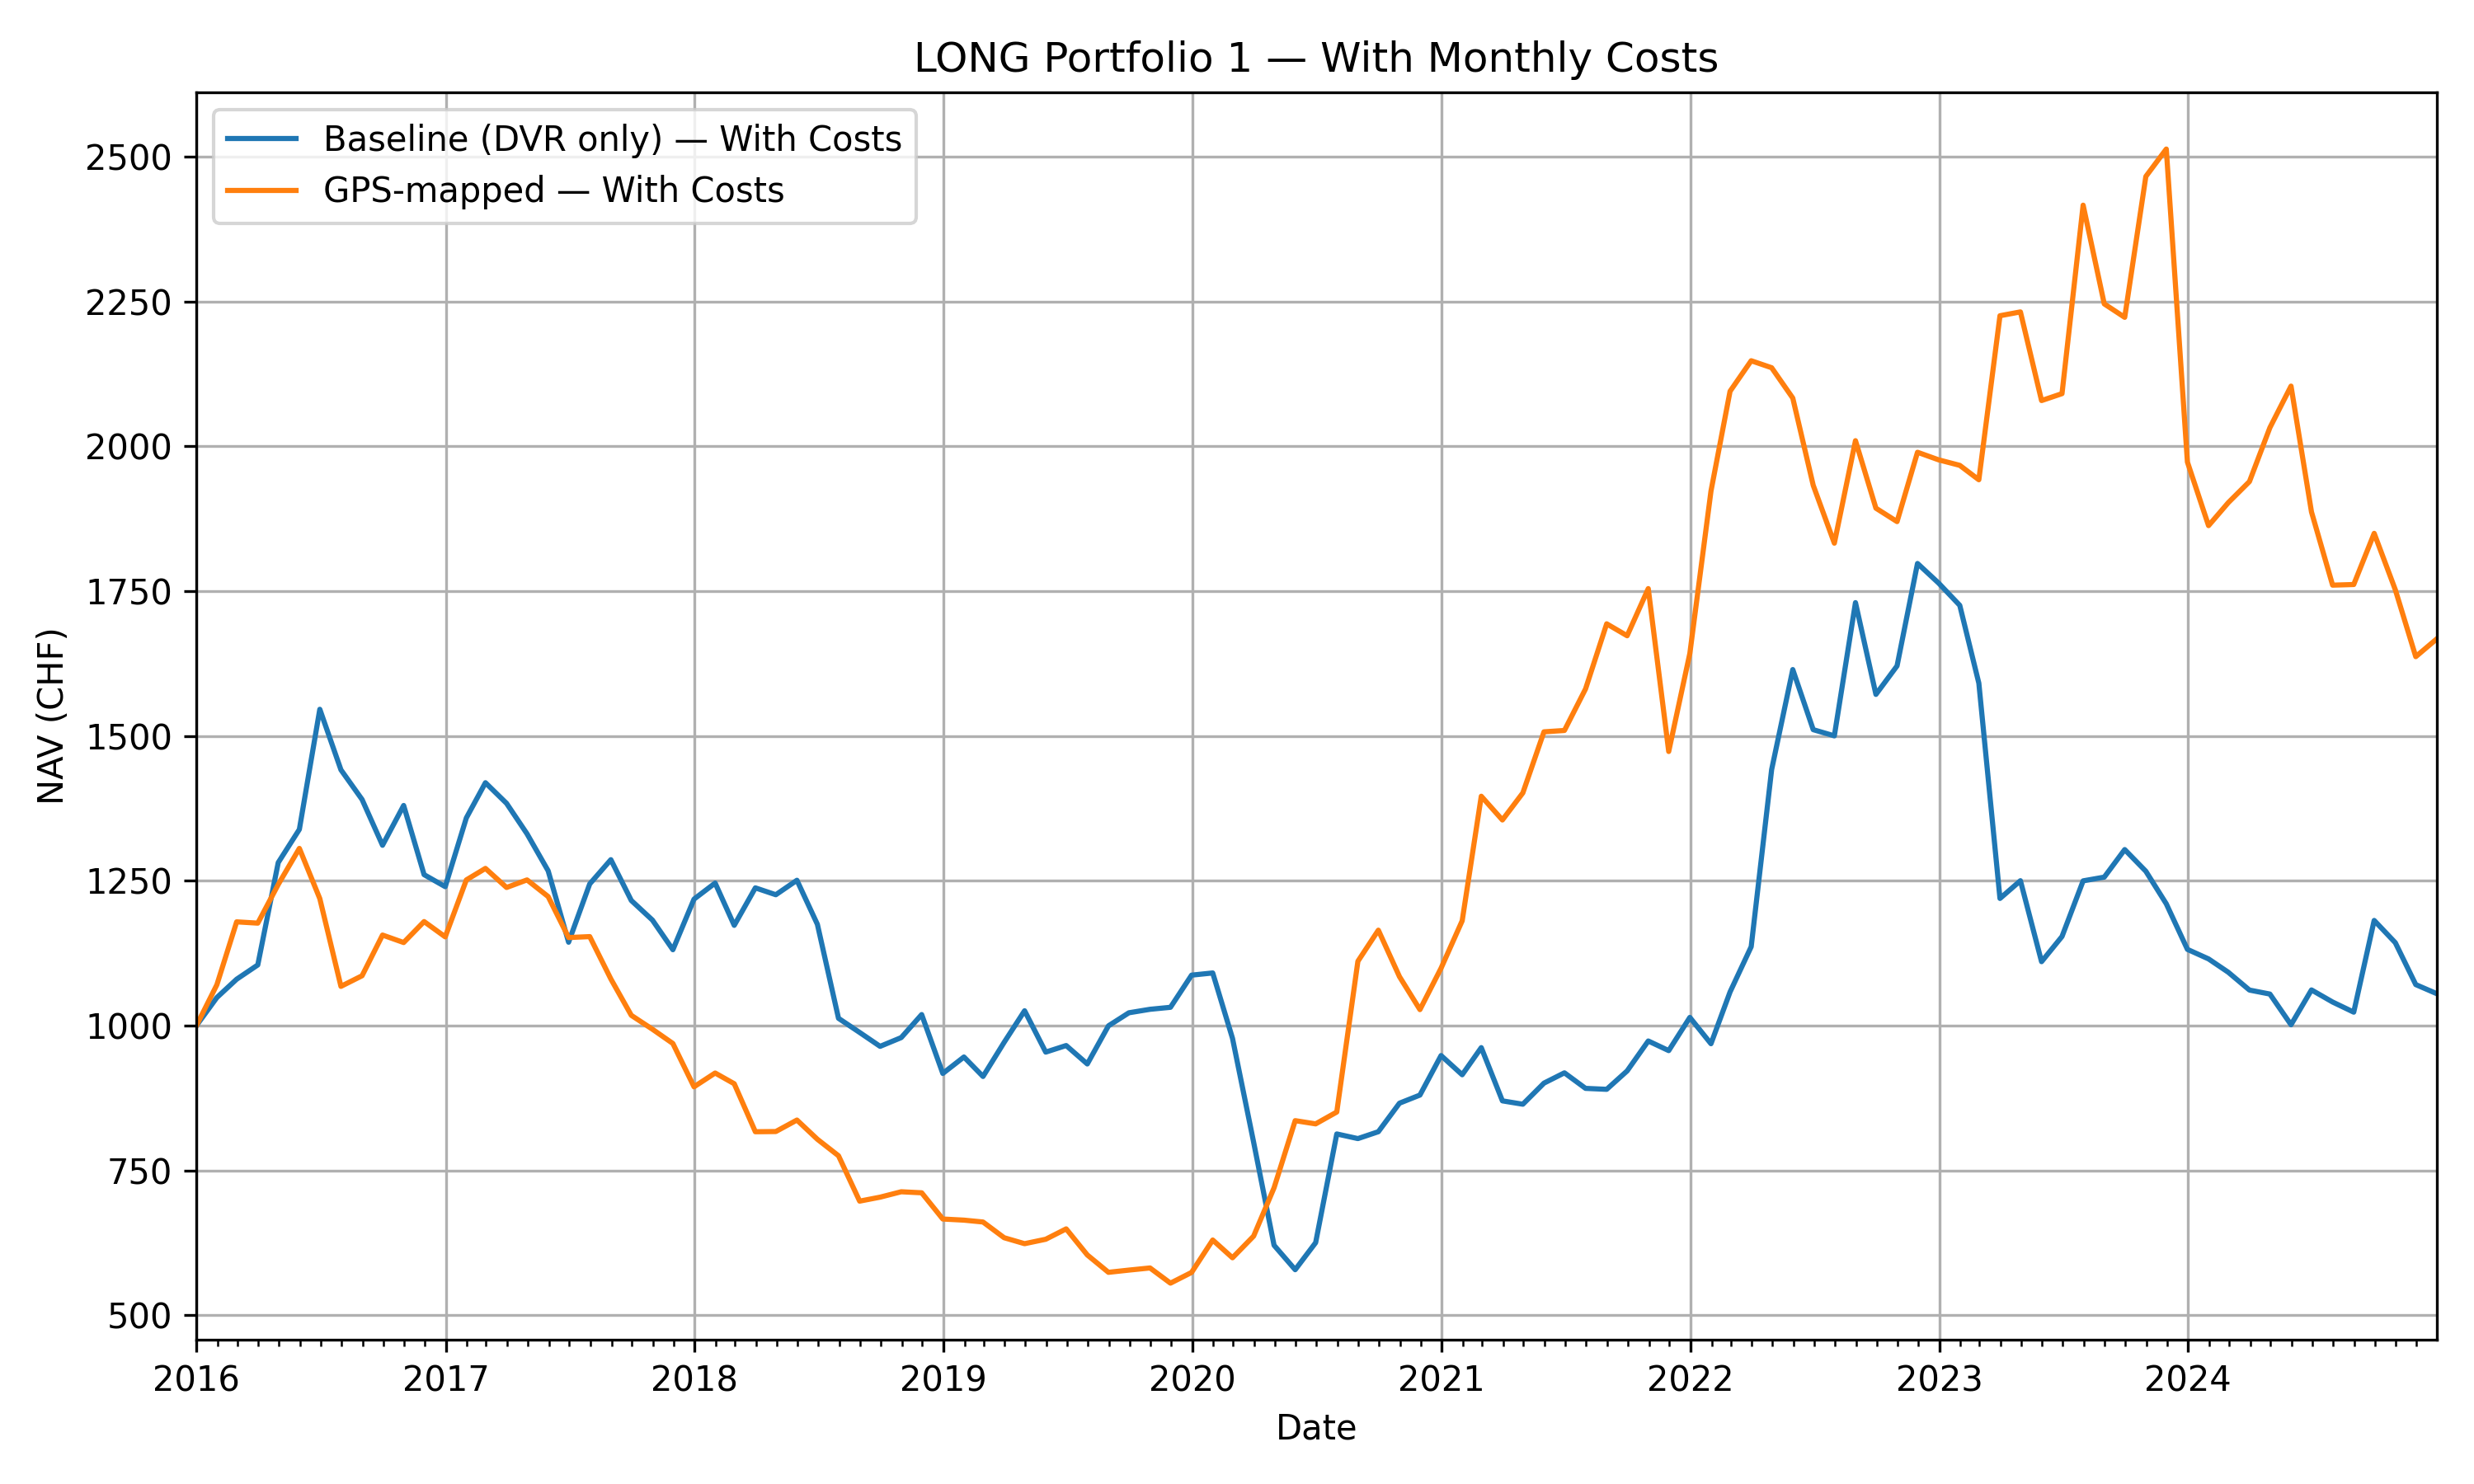 LONG Portfolio 1 — With Monthly Costs
Baseline (DVR only) — With Costs
GPS-mapped — With Costs
2500
2250
2000
1750
1500
1250
1000
750
500
NAV (CHF)
2016 2017 2018 2019 2020 2021 2022 2023 2024
Date